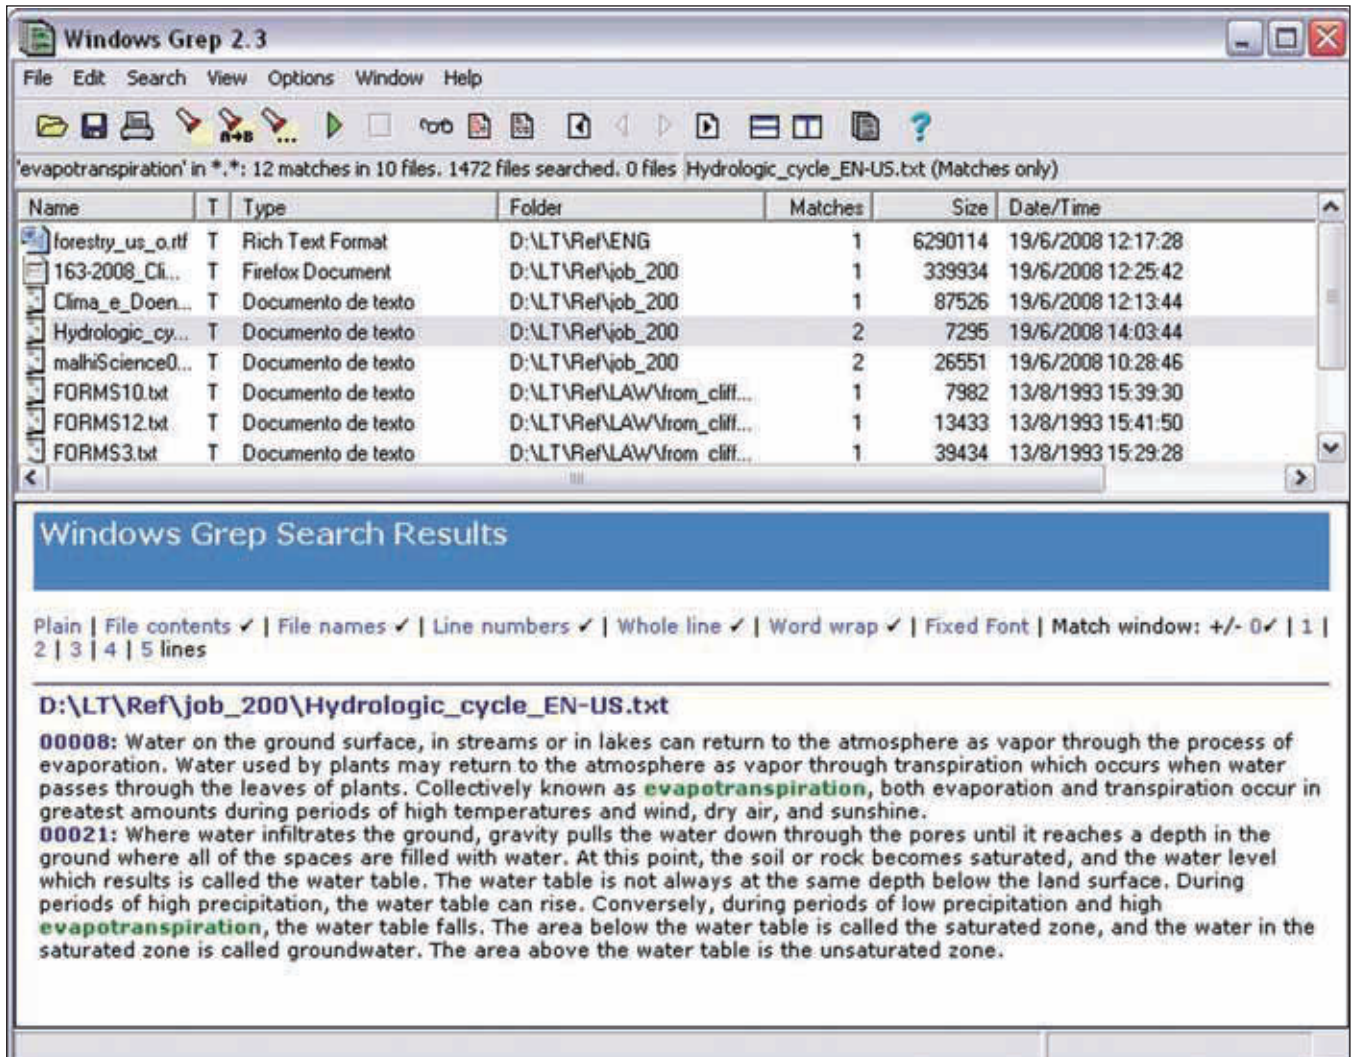 Windows Grep 2.3
File Edit Search View Options Window Help
A→B ...
'evapotranspiration' in *.*: 12 matches in 10 files. 1472 files searched. 0 files Hydrologic_cycle_EN-US.txt (Matches only)
Name T Type Folder Matches Size Date/Time
forestry_us_o.rtf T Rich Text Format D:\LT\Ref\ENG 1 6290114 19/6/2008 12:17:28
163-2008_Cli... T Firefox Document D:\LT\Ref\job_200 1 339934 19/6/2008 12:25:42
Clima_e_Doen... T Documento de texto D:\LT\Ref\job_200 1 87526 19/6/2008 12:13:44
Hydrologic_cy... T Documento de texto D:\LT\Ref\job_200 2 7295 19/6/2008 14:03:44
malhiScience0... T Documento de texto D:\LT\Ref\job_200 2 26551 19/6/2008 10:28:46
FORMS10.txt T Documento de texto D:\LT\Ref\LAW\from_cliff... 1 7982 13/8/1993 15:39:30
FORMS12.txt T Documento de texto D:\LT\Ref\LAW\from_cliff... 1 13433 13/8/1993 15:41:50
FORMS3.txt T Documento de texto D:\LT\Ref\LAW\from_cliff... 1 39434 13/8/1993 15:29:28
Windows Grep Search Results
Plain | File contents ✓ | File names ✓ | Line numbers ✓ | Whole line ✓ | Word wrap ✓ | Fixed Font | Match window: +/- 0✓ | 1 |
2 | 3 | 4 | 5 lines
D:\LT\Ref\job_200\Hydrologic_cycle_EN-US.txt
00008: Water on the ground surface, in streams or in lakes can return to the atmosphere as vapor through the process of
evaporation. Water used by plants may return to the atmosphere as vapor through transpiration which occurs when water
passes through the leaves of plants. Collectively known as evapotranspiration, both evaporation and transpiration occur in
greatest amounts during periods of high temperatures and wind, dry air, and sunshine.
00021: Where water infiltrates the ground, gravity pulls the water down through the pores until it reaches a depth in the
ground where all of the spaces are filled with water. At this point, the soil or rock becomes saturated, and the water level
which results is called the water table. The water table is not always at the same depth below the land surface. During
periods of high precipitation, the water table can rise. Conversely, during periods of low precipitation and high
evapotranspiration, the water table falls. The area below the water table is called the saturated zone, and the water in the
saturated zone is called groundwater. The area above the water table is the unsaturated zone.